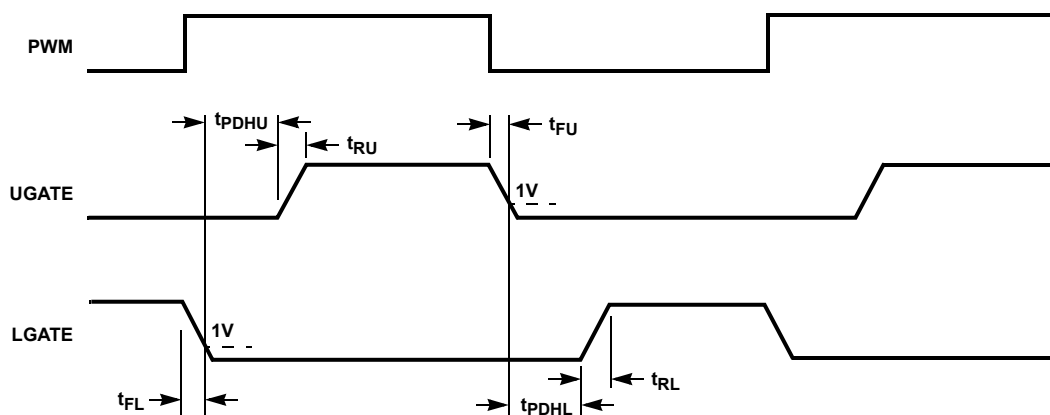 PWM
tPDHU
tRU
tFU
1V
UGATE
1V
LGATE
tFL
tRL
tPDHL